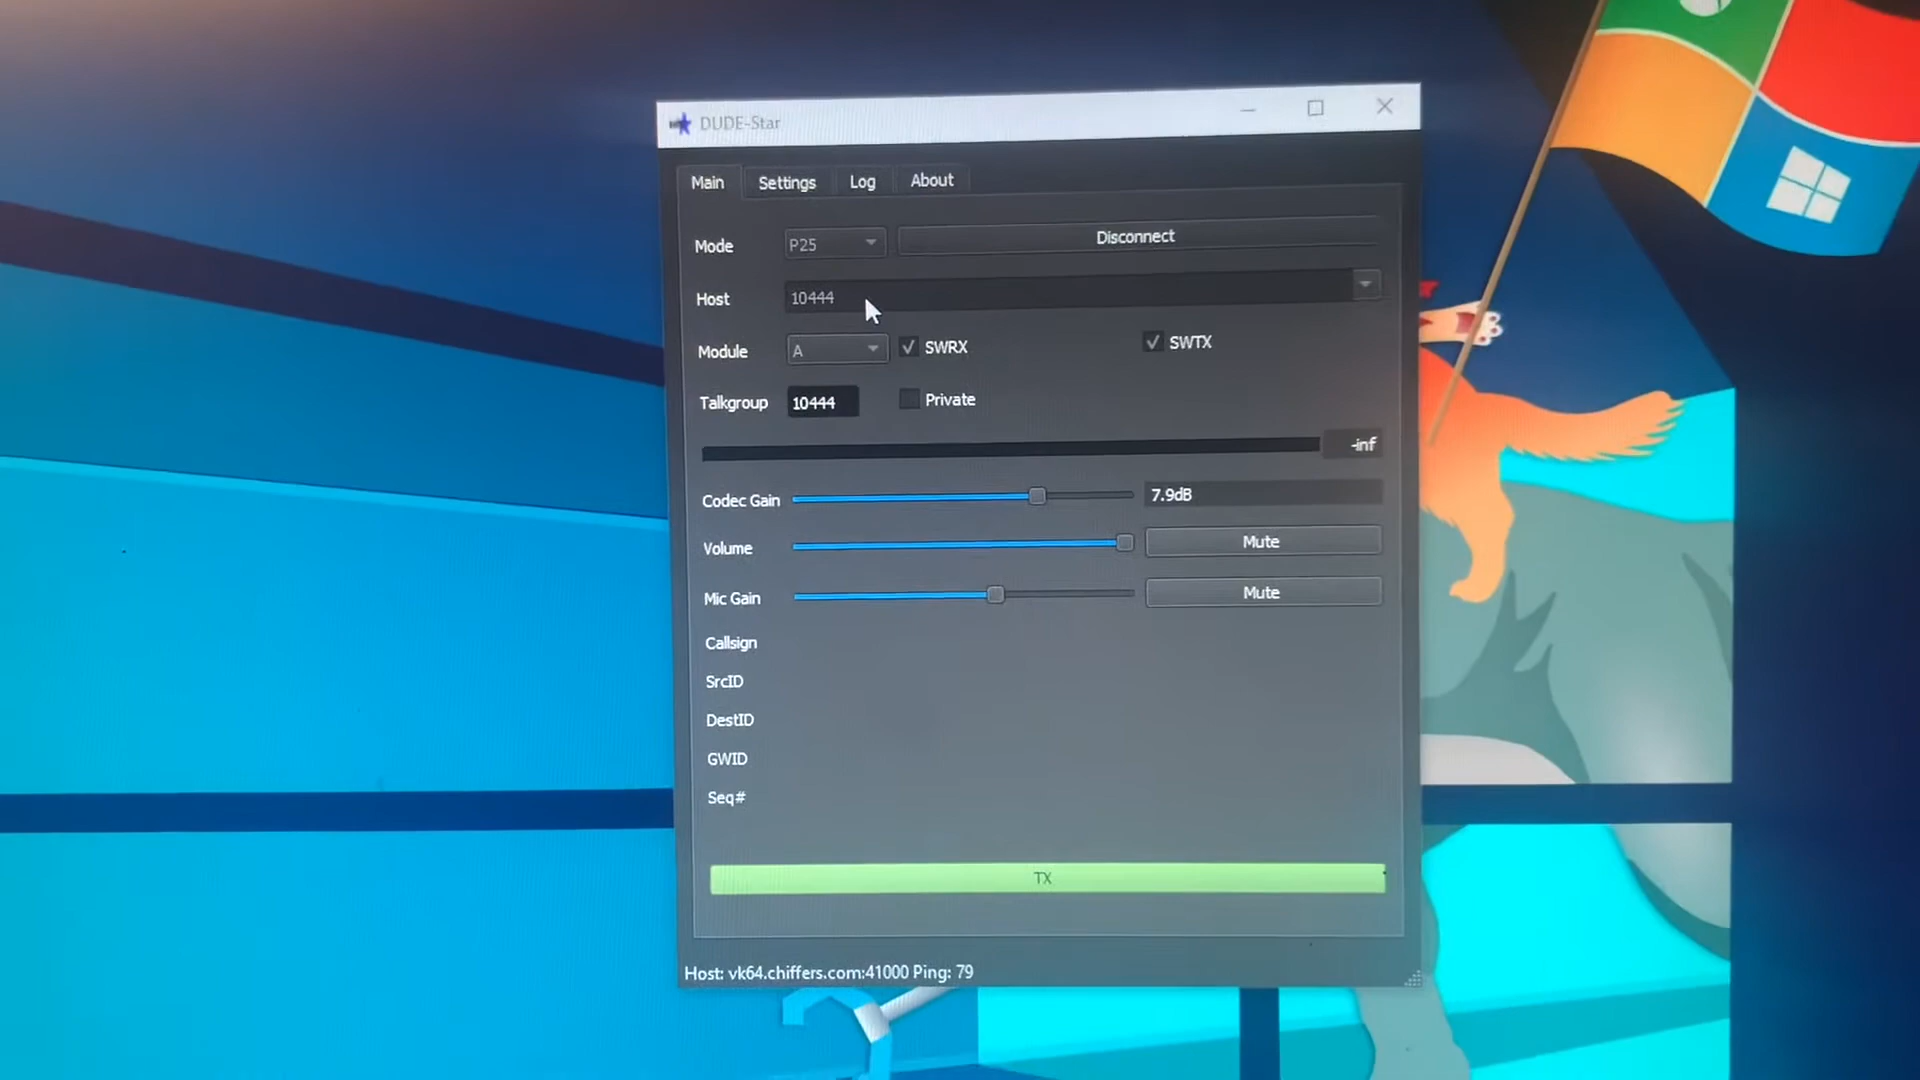 DUDE-Star
Main Settings Log About
Mode P25 Disconnect
Host 10444
Module A SWRX SWTX
Talkgroup 10444 Private
-inf
Codec Gain 7.9dB
Volume Mute
Mic Gain Mute
Callsign
SrcID
DestID
GWID
Seq#
TX
Host: vk64.chiffers.com:41000 Ping: 79